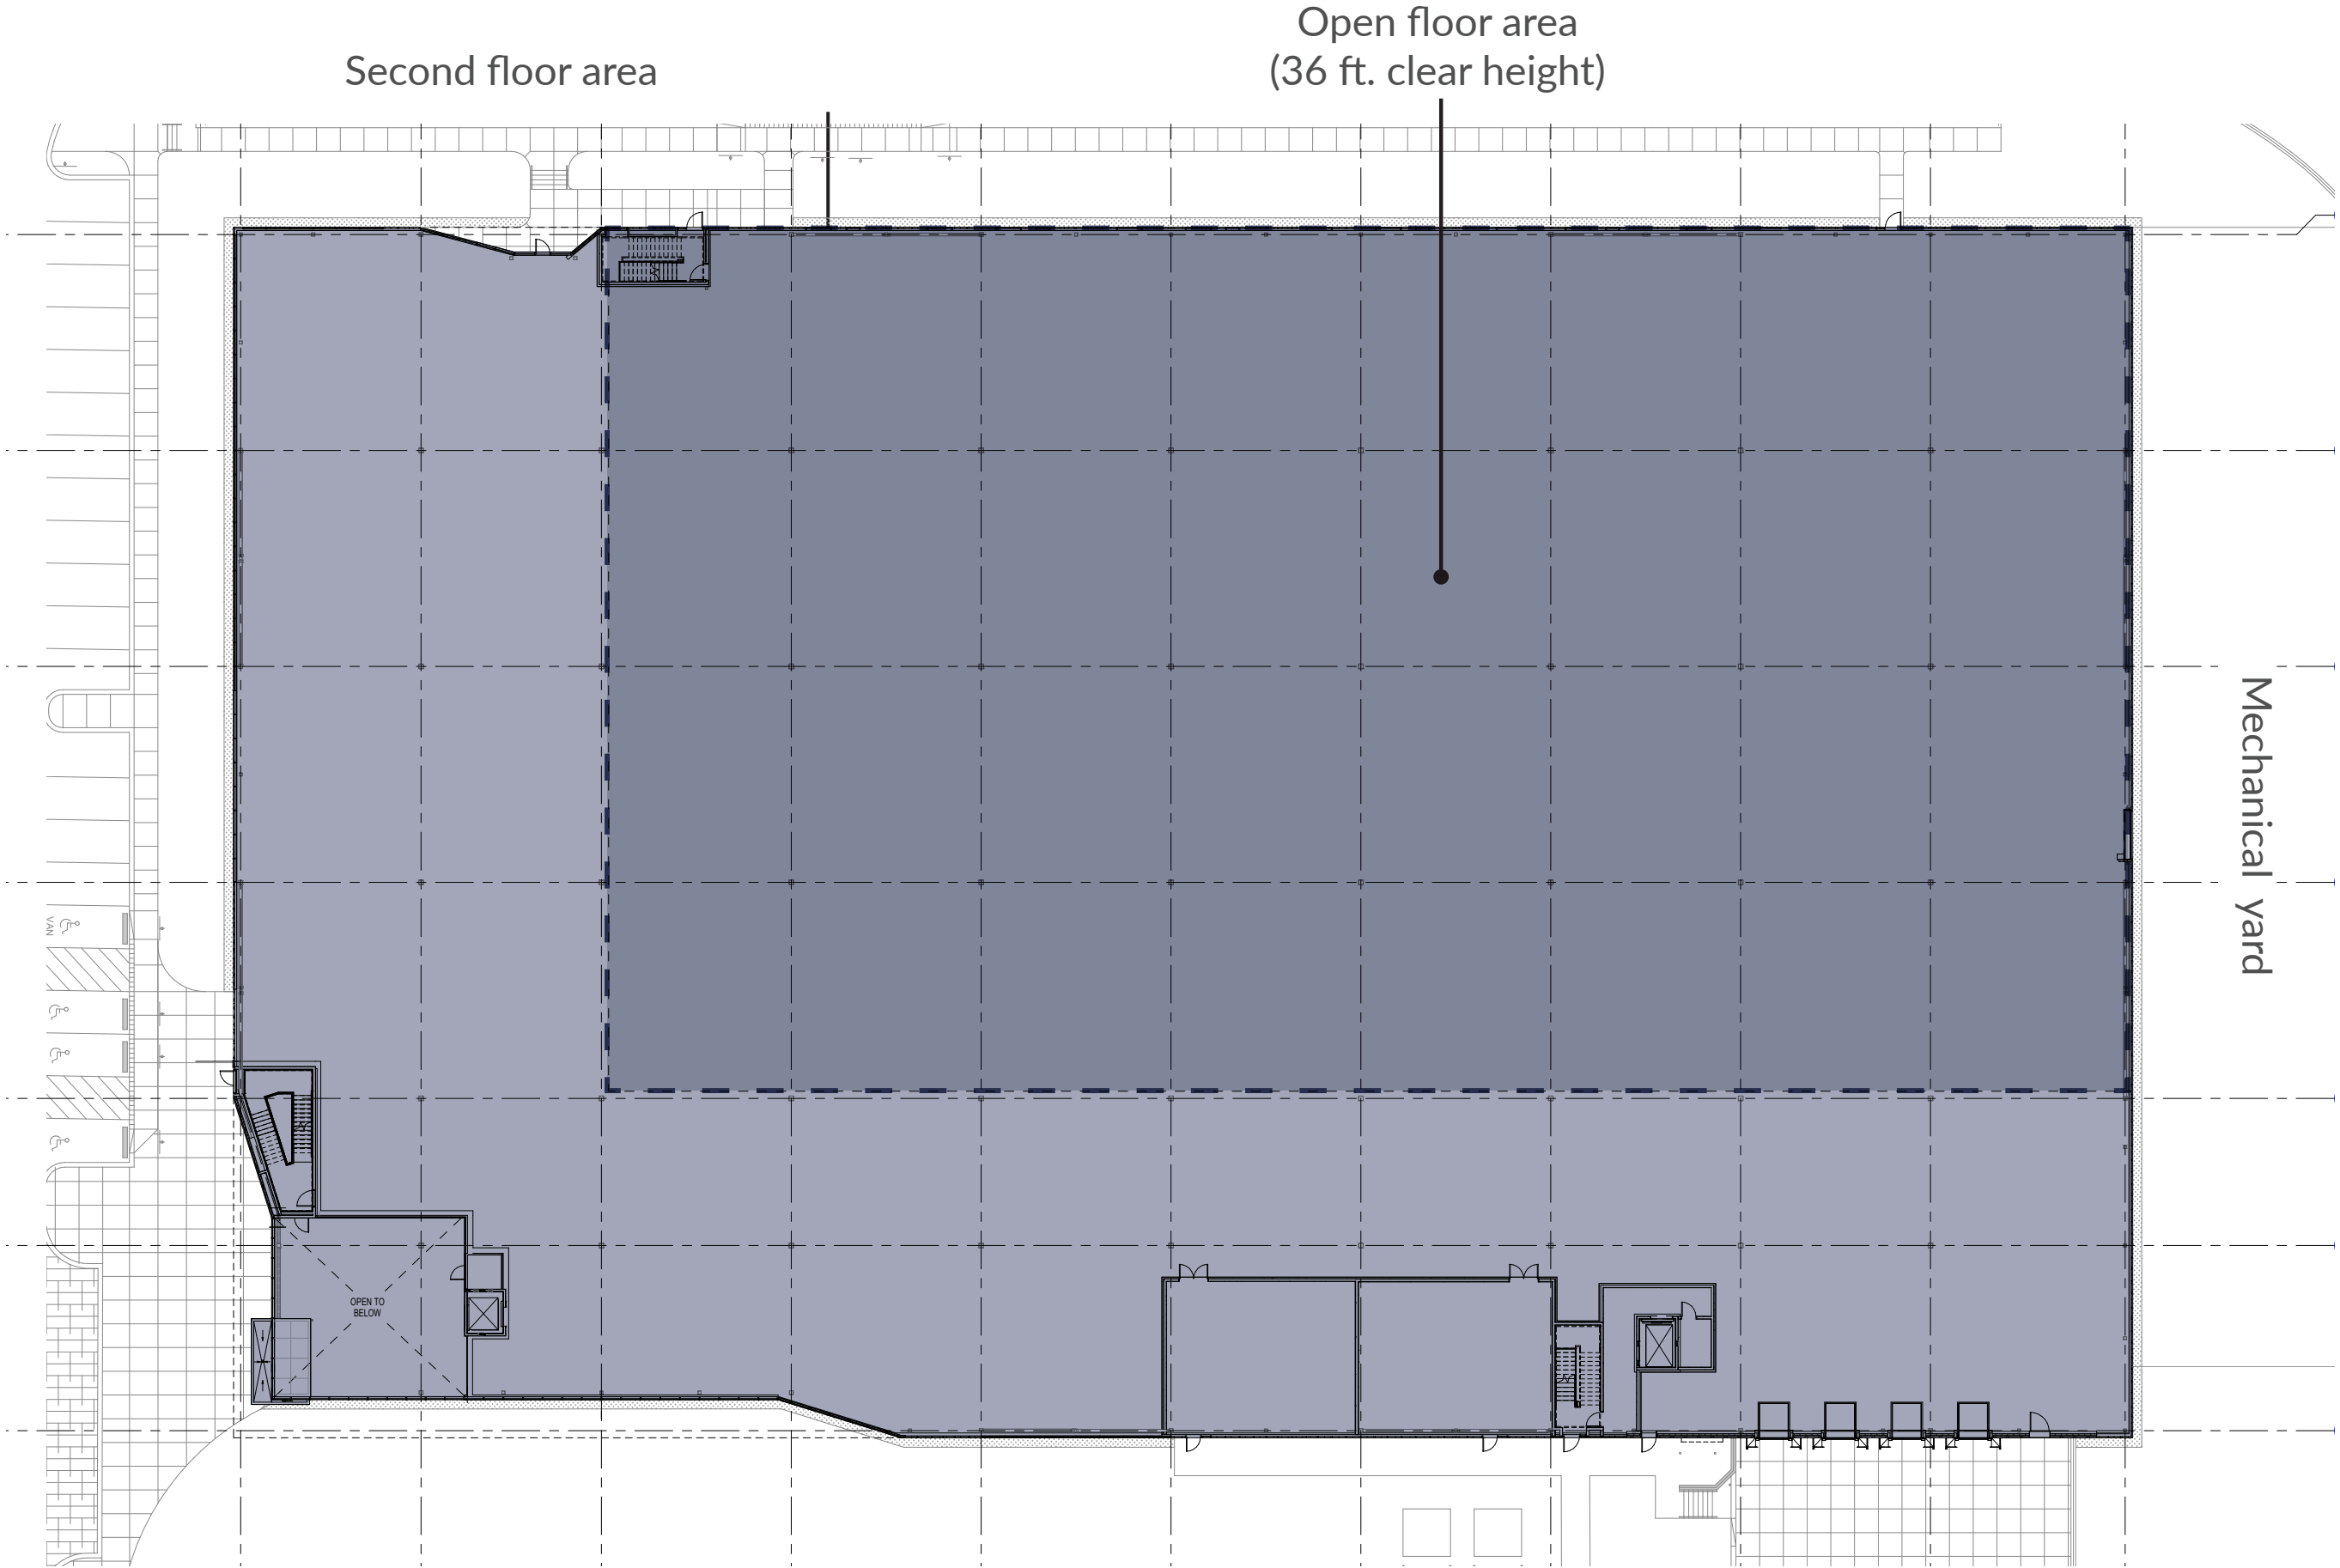 Open floor area
Second floor area
(36 ft. clear height)
Mechanical yard
VAN
OPEN TO
BELOW